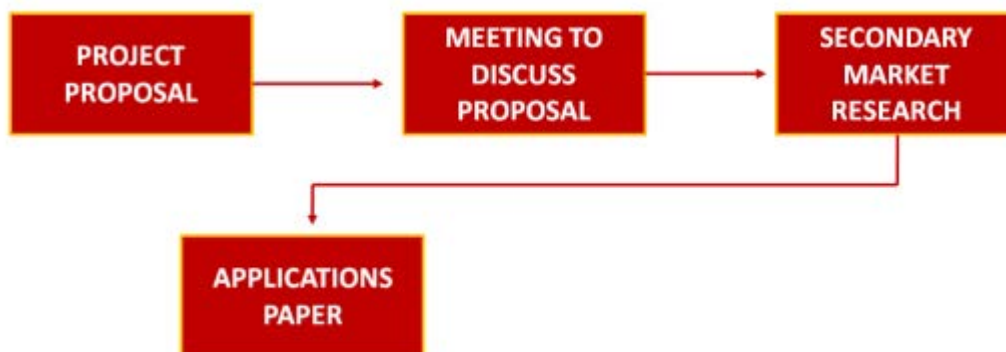 PROJECT
PROPOSAL
MEETING TO
DISCUSS
PROPOSAL
SECONDARY
MARKET
RESEARCH
APPLICATIONS
PAPER